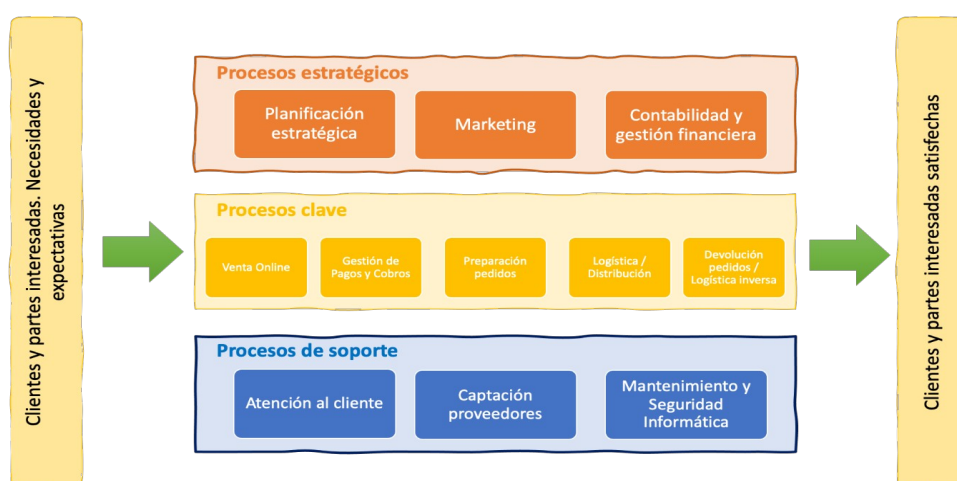 Clientes y partes interesadas. Necesidades y
expectativas
Procesos estratégicos
Planificación
estratégica
Marketing
Contabilidad y
gestión financiera
Procesos clave
Venta Online
Gestión de
Pagos y Cobros
Preparación
pedidos
Logística /
Distribución
Devolución
pedidos /
Logística inversa
Procesos de soporte
Atención al cliente
Captación
proveedores
Mantenimiento y
Seguridad
Informática
Clientes y partes interesadas satisfechas